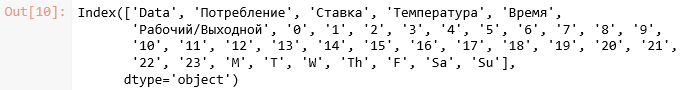 Out[10]: Index(['Data', 'Потребление', 'Ставка', 'Температура', 'Время',
'Рабочий/Выходной', '0', '1', '2', '3', '4', '5', '6', '7', '8', '9',
'10', '11', '12', '13', '14', '15', '16', '17', '18', '19', '20', '21',
'22', '23', 'M', 'T', 'W', 'Th', 'F', 'Sa', 'Su'],
dtype='object')